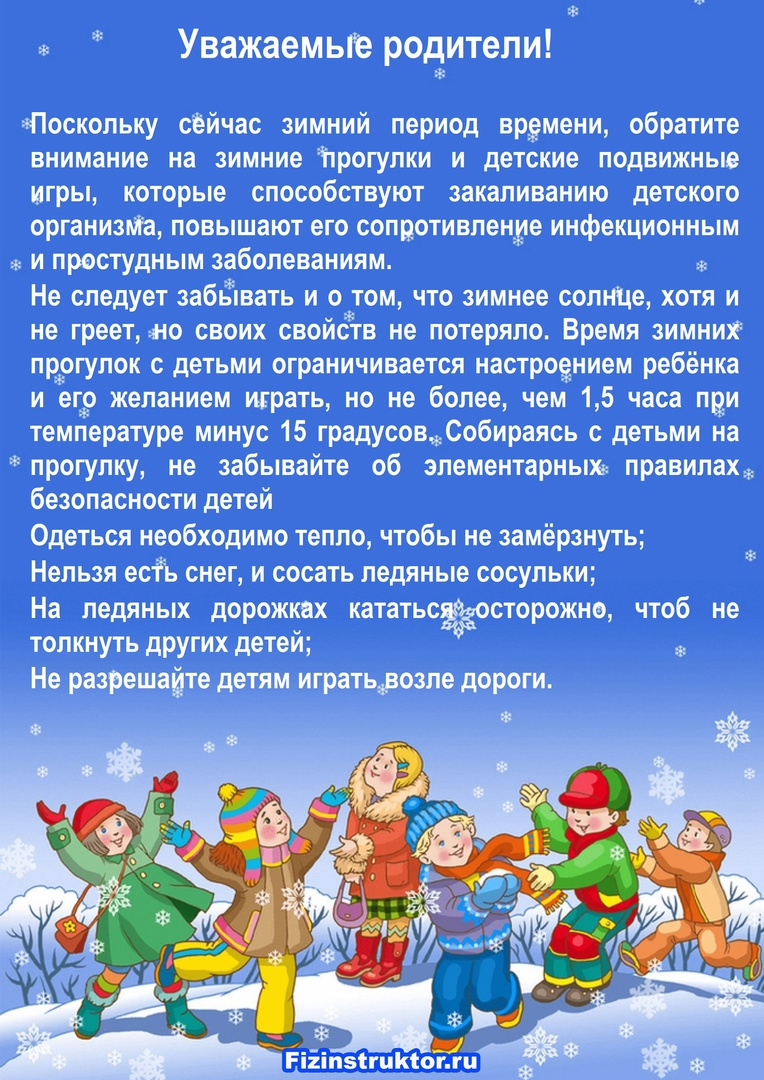 Уважаемые родители!
Поскольку сейчас зимний период времени, обратите
внимание на зимние прогулки и детские подвижные
игры, которые способствуют закаливанию детского
организма, повышают его сопротивление инфекционным
и простудным заболеваниям.
Не следует забывать и о том, что зимнее солнце, хотя и
не греет, но своих свойств не потеряло. Время зимних
прогулок с детьми ограничивается настроением ребёнка
и его желанием играть, но не более, чем 1,5 часа при
температуре минус 15 градусов. Собираясь с детьми на
прогулку, не забывайте об элементарных правилах
безопасности детей
Одеться необходимо тепло, чтобы не замёрзнуть;
Нельзя есть снег, и сосать ледяные сосульки;
На ледяных дорожках кататься осторожно, чтоб не
толкнуть других детей;
Не разрешайте детям играть возле дороги.
Fizinstruktor.ru